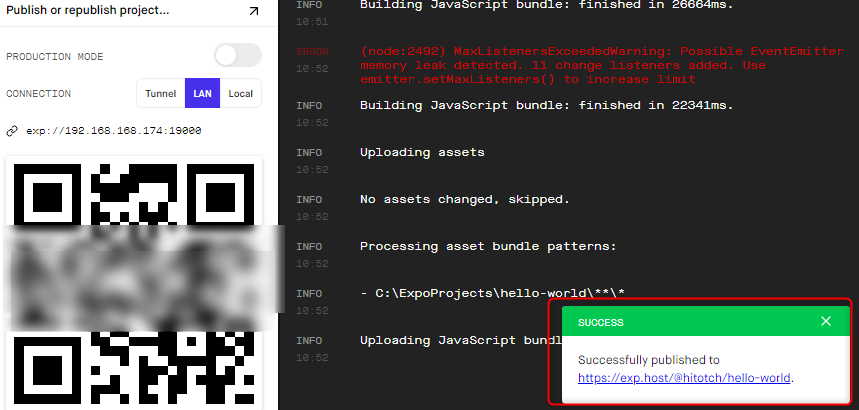 Publish or republish project...
PRODUCTION MODE
CONNECTION
Tunnel
LAN
Local
exp://192.168.168.174:19000
INFO
Building JavaScript bundle: finished in 26664ms.
10:51
ERROR
(node:2492) MaxListenersExceededWarning: Possible EventEmitter
10:52
memory leak detected. 11 change listeners added. Use
emitter.setMaxListeners() to increase limit
INFO
Building JavaScript bundle: finished in 22341ms.
10:52
INFO
Uploading assets
10:52
INFO
No assets changed, skipped.
10:52
INFO
Processing asset bundle patterns:
10:52
INFO
- C:\ExpoProjects\hello-world\**\*
10:52
INFO
Uploading JavaScript bundl
10:52
SUCCESS
Successfully published to
https://exp.host/@hitotch/hello-world.